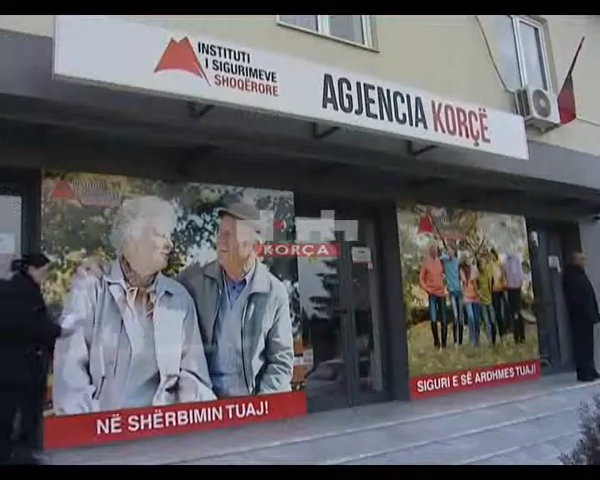 INSTITUTI
I SIGURIMEVE
SHOQËRORE
AGJENCIA KORÇË
KORÇA
NË SHËRBIMIN TUAJ!
SIGURI E SË ARDHMES TUAJ!